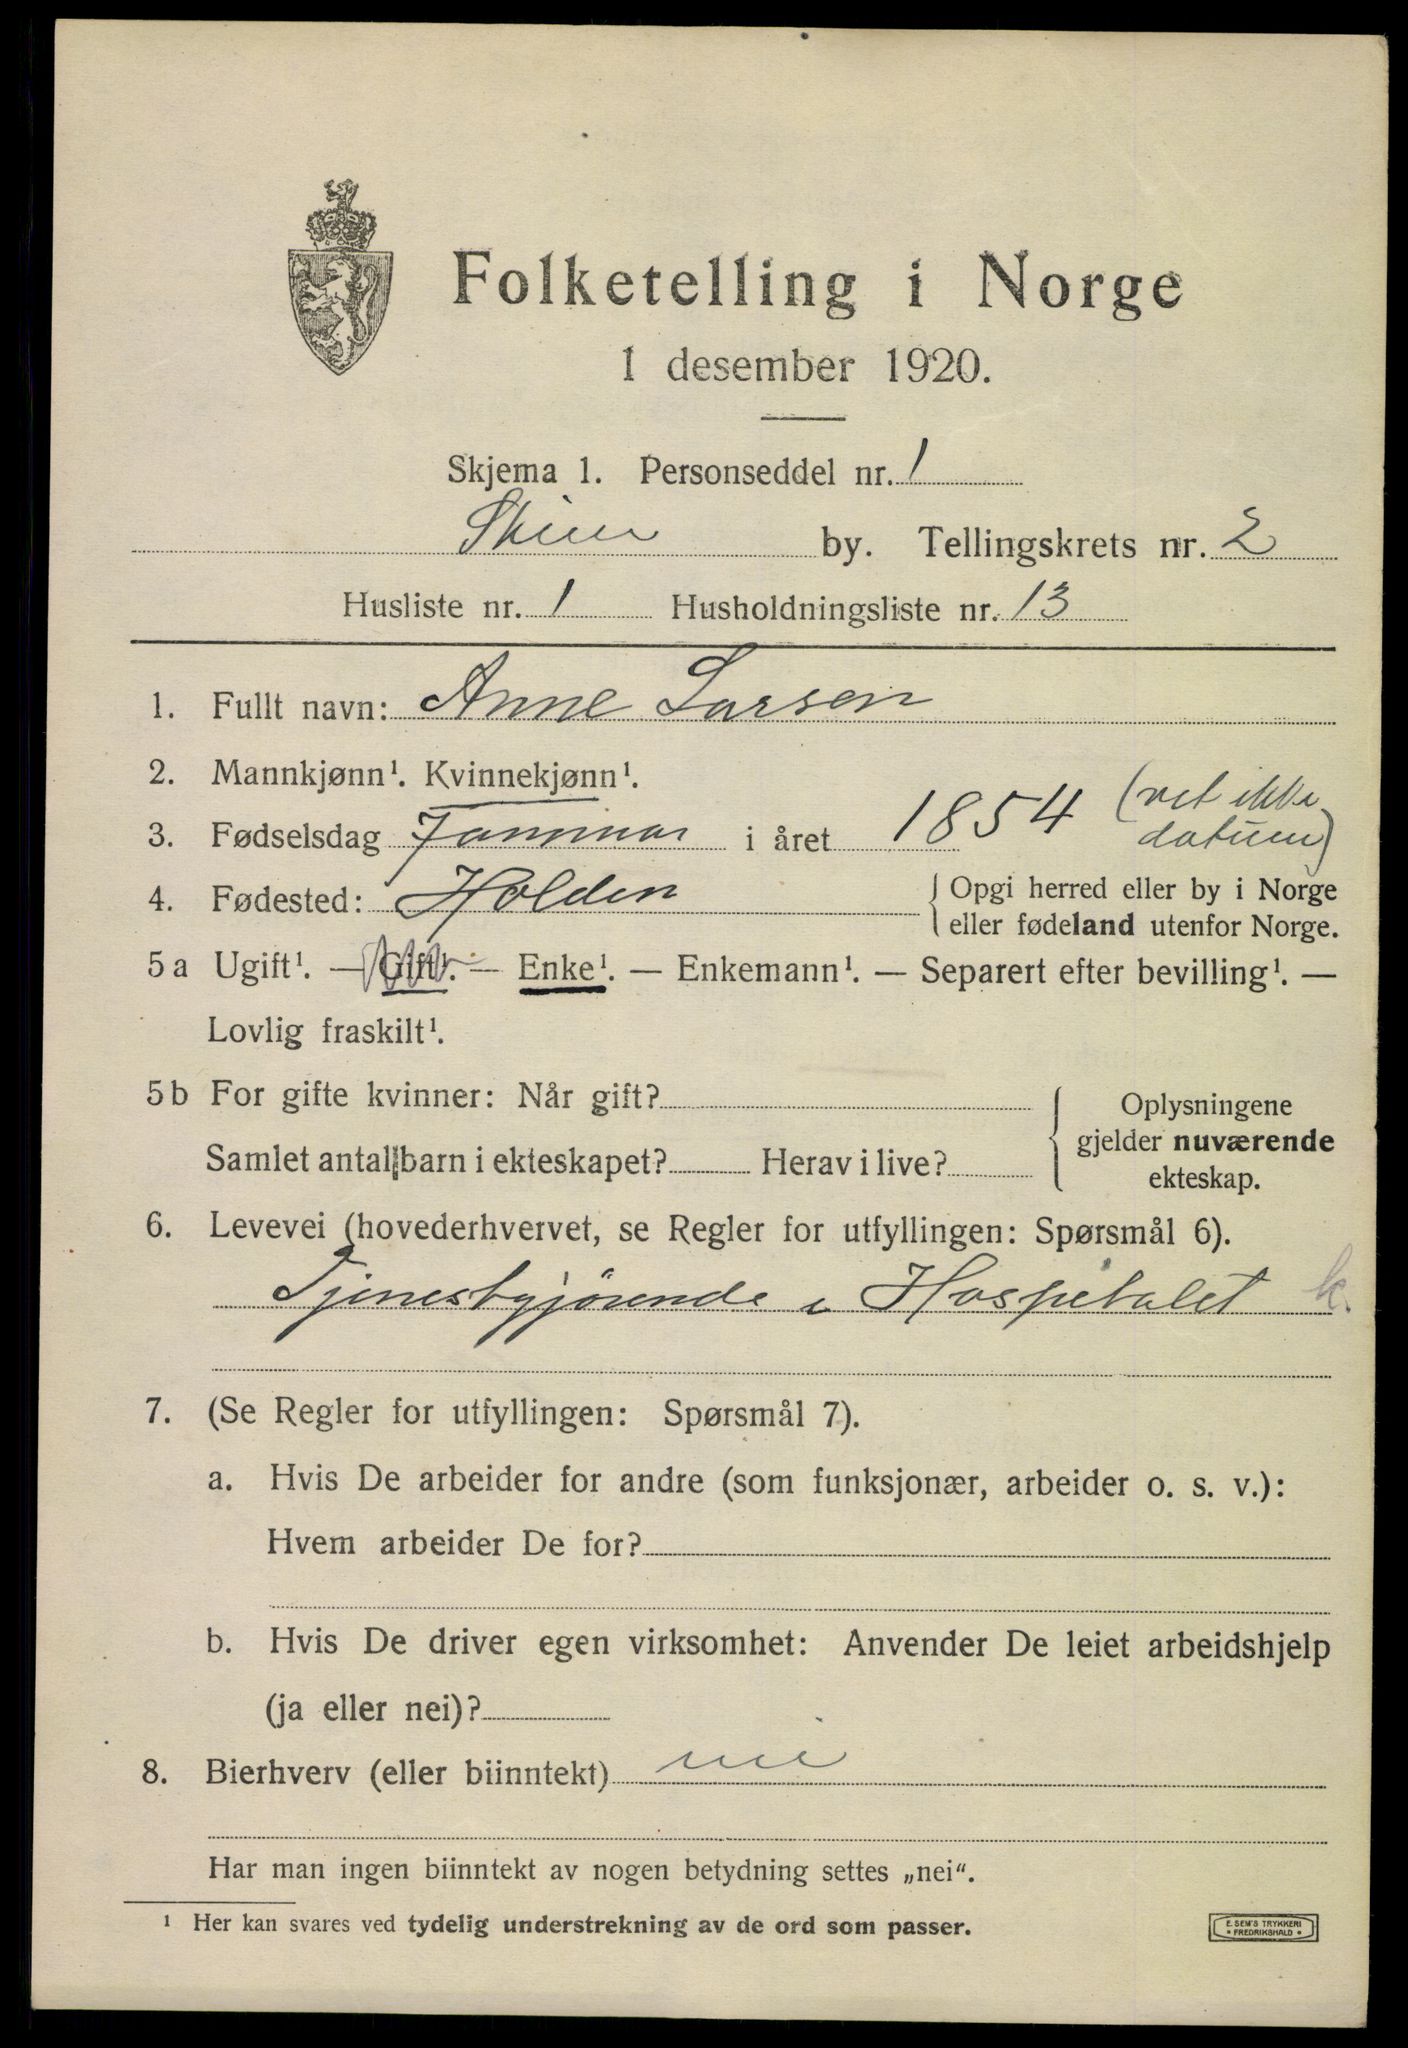 Folketelling i Norge
1 desember 1920.
Skjema 1. Personseddel nr. 1
Skien by. Tellingskrets nr. 2
Husliste nr. 1 Husholdningsliste nr. 13
1. Fullt navn: Anne Larsen
2. Mannkjønn¹. Kvinnekjønn¹.
3. Fødselsdag Januar i året 1854 (vet ikke datum)
4. Fødested: Holden { Opgi herred eller by i Norge
eller fødeland utenfor Norge.
5a Ugift¹. — Gift¹. — Enke¹. — Enkemann¹. — Separert efter bevilling¹. —
Lovlig fraskilt¹.
5b For gifte kvinner: Når gift? { Oplysningene
gjelder nuværende
Samlet antal barn i ekteskapet? Herav i live? ekteskap.
6. Levevei (hovederhvervet, se Regler for utfyllingen: Spørsmål 6).
Tjenestgjörende i Hospitalet k.
7. (Se Regler for utfyllingen: Spørsmål 7).
a. Hvis De arbeider for andre (som funksjonær, arbeider o. s. v.):
Hvem arbeider De for?
b. Hvis De driver egen virksomhet: Anvender De leiet arbeidshjelp
(ja eller nei)?
8. Bierhverv (eller biinntekt) nei
Har man ingen biinntekt av nogen betydning settes „nei“.
¹ Her kan svares ved tydelig understrekning av de ord som passer.
E. SEM'S TRYKKERI
• FREDRIKSHALD •